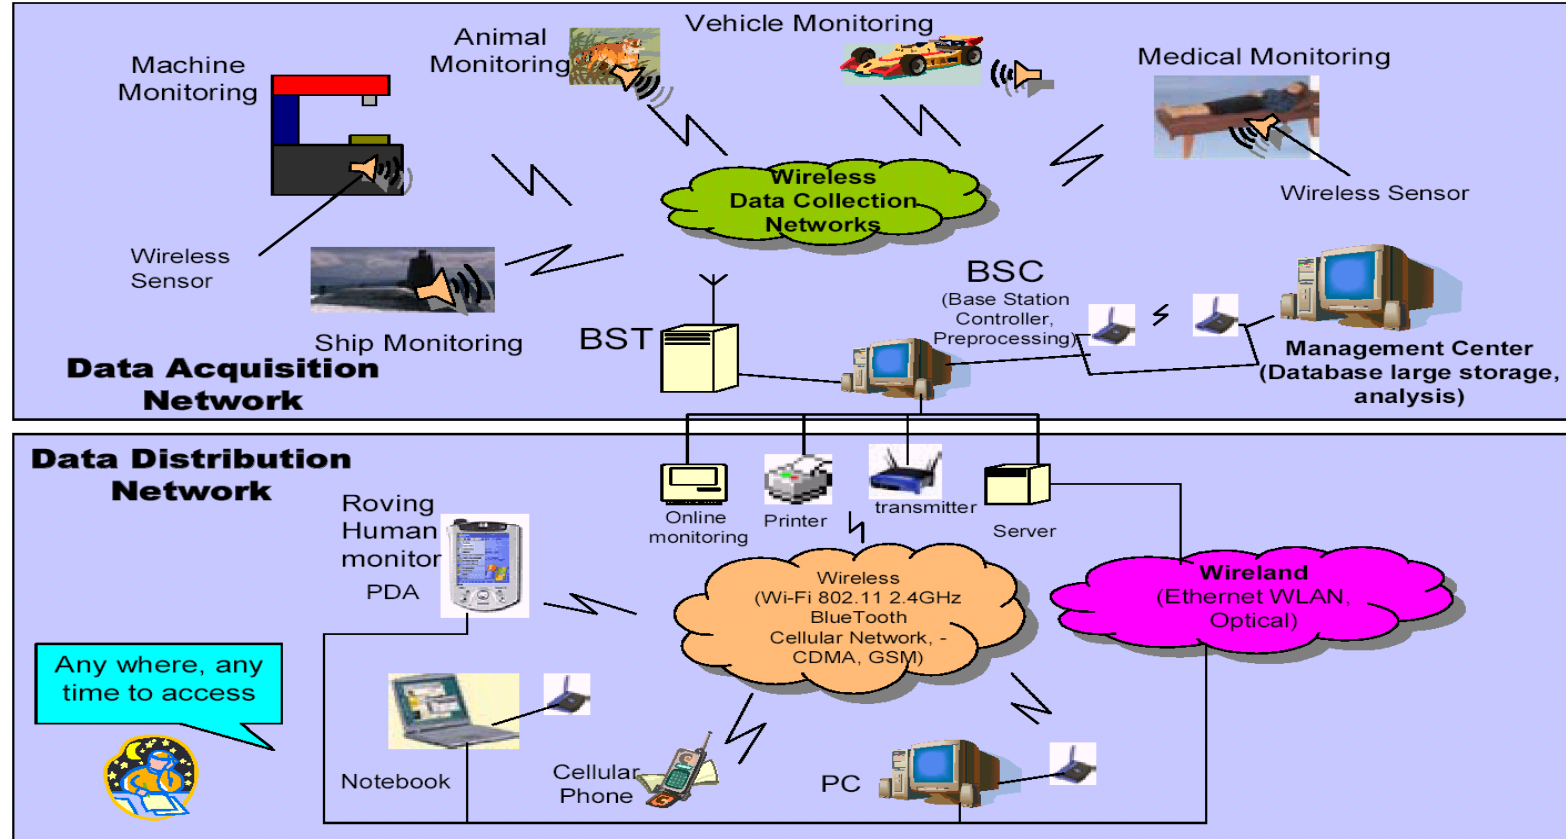 Vehicle Monitoring
Animal
Monitoring
Machine
Monitoring
Medical Monitoring
Wireless
Data Collection
Networks
Wireless Sensor
Wireless
Sensor
Ship Monitoring
BST
BSC
(Base Station
Controller,
Preprocessing)
Management Center
(Database large storage,
analysis)
Data Acquisition
Network
Data Distribution
Network
Online
monitoring
Printer
transmitter
Server
Roving
Human
monitor
PDA
Wireless
(Wi-Fi 802.11 2.4GHz
BlueTooth
Cellular Network, -
CDMA, GSM)
Wireland
(Ethernet WLAN,
Optical)
Any where, any
time to access
Notebook
Cellular
Phone
PC